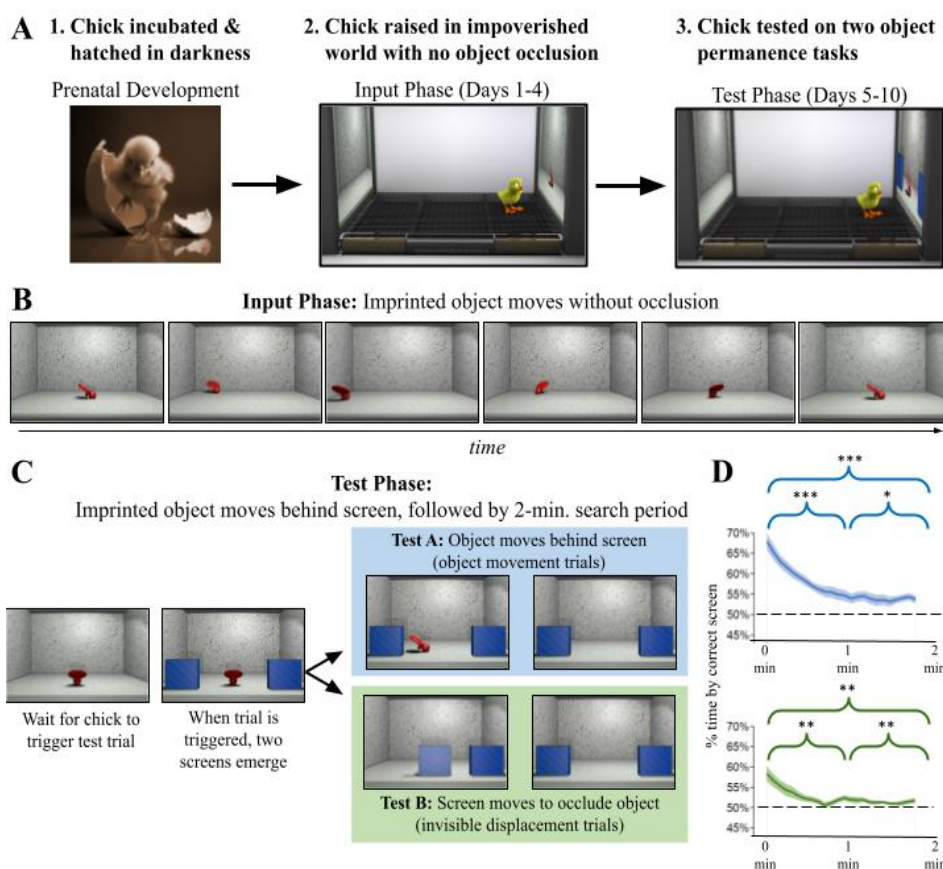 A
1. Chick incubated &
hatched in darkness
Prenatal Development
2. Chick raised in impoverished
world with no object occlusion
Input Phase (Days 1-4)
3. Chick tested on two object
permanence tasks
Test Phase (Days 5-10)
B
Input Phase: Imprinted object moves without occlusion
time
C
Test Phase:
Imprinted object moves behind screen, followed by 2-min. search period
Wait for chick to
trigger test trial
When trial is
triggered, two
screens emerge
Test A: Object moves behind screen
(object movement trials)
Test B: Screen moves to occlude object
(invisible displacement trials)
D
% time by correct screen
***
***
*
70%
65%
60%
55%
50%
45%
0 1 2
min min min
**
**
**
70%
65%
60%
55%
50%
45%
0 1 2
min min min